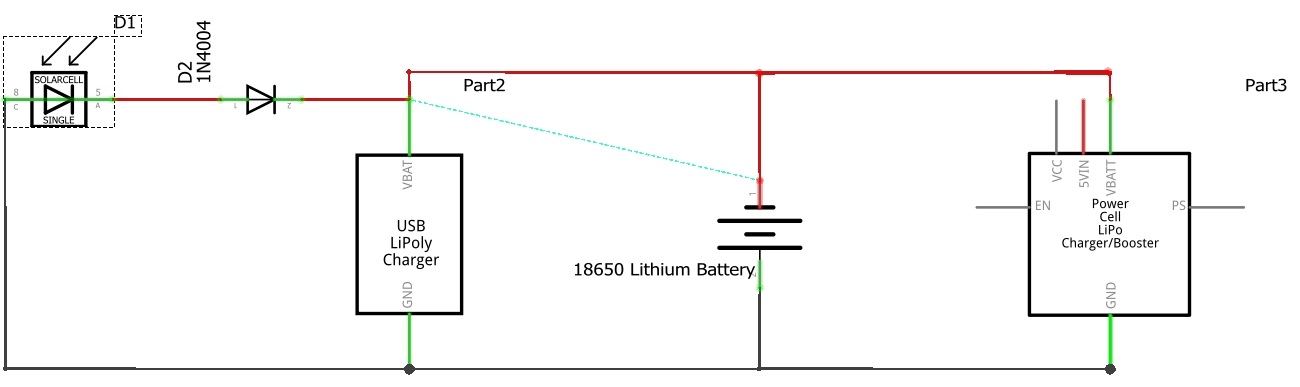 D1
SOLARCELL
8
5
C
A
SINGLE
D2
1N4004
1
2
Part2
VBAT
USB
LiPoly
Charger
GND
1
18650 Lithium Battery
Part3
VCC
5VIN
VBATT
EN
PS
Power
Cell
LiPo
Charger/Booster
GND